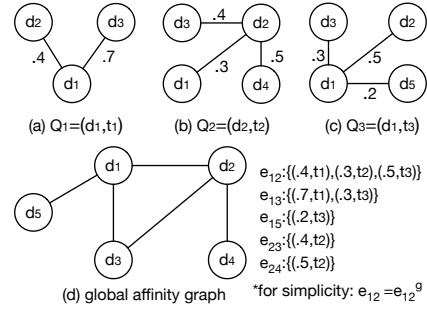 d2 d3 d3 .4 d2 d3 d2
.4 .7 .3 .5 .3 .5
d1 d1 d4 d1 .2 d5
(a) Q1=(d1,t1) (b) Q2=(d2,t2) (c) Q3=(d1,t3)
d1 d2
d5
d3 d4
e12:{(.4,t1),(.3,t2),(.5,t3)}
e13:{(.7,t1),(.3,t3)}
e15:{(.2,t3)}
e23:{(.4,t2)}
e24:{(.5,t2)}
(d) global affinity graph
*for simplicity: e12 =e12g